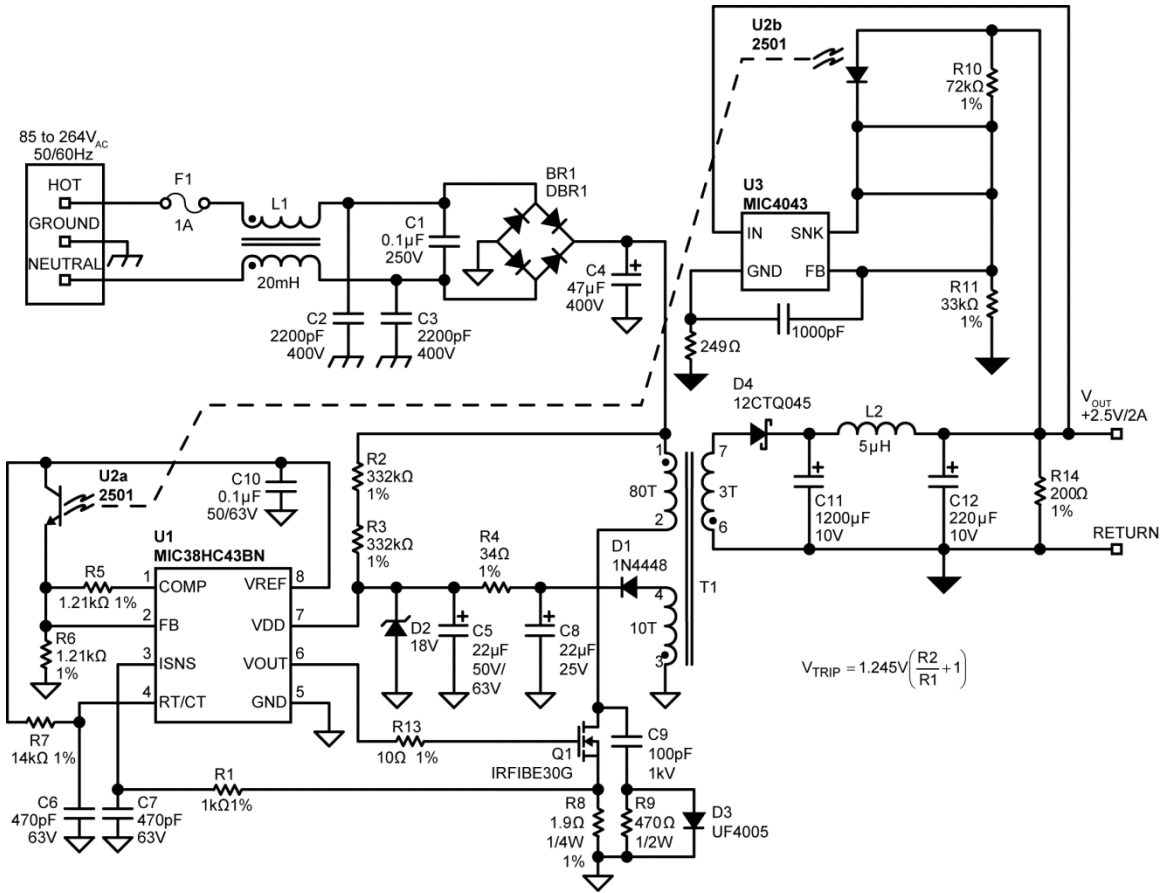 U2b
2501
R10
72kΩ
1%
85 to 264VAC
50/60Hz
HOT
GROUND
NEUTRAL
F1
1A
L1
20mH
C1
0.1µF
250V
BR1
DBR1
C4
47µF
400V
C2
2200pF
400V
C3
2200pF
400V
U3
MIC4043
IN
SNK
GND
FB
1000pF
249Ω
R11
33kΩ
1%
D4
12CTQ045
L2
5µH
VOUT
+2.5V/2A
C11
1200µF
10V
C12
220µF
10V
R14
200Ω
1%
RETURN
1
7
80T
3T
2
6
T1
4
10T
3
U2a
2501
C10
0.1µF
50/63V
R2
332kΩ
1%
R3
332kΩ
1%
R4
34Ω
1%
D1
1N4448
U1
MIC38HC43BN
R5
1.21kΩ 1%
1
COMP
VREF
8
2
FB
VDD
7
3
ISNS
VOUT
6
4
RT/CT
GND
5
R6
1.21kΩ
1%
D2
18V
C5
22µF
50V/
63V
C8
22µF
25V
VTRIP = 1.245V(R2/R1 + 1)
R7
14kΩ 1%
R13
10Ω 1%
Q1
IRFIBE30G
C9
100pF
1kV
R1
1kΩ1%
C6
470pF
63V
C7
470pF
63V
R8
1.9Ω
1/4W
1%
R9
470Ω
1/2W
D3
UF4005